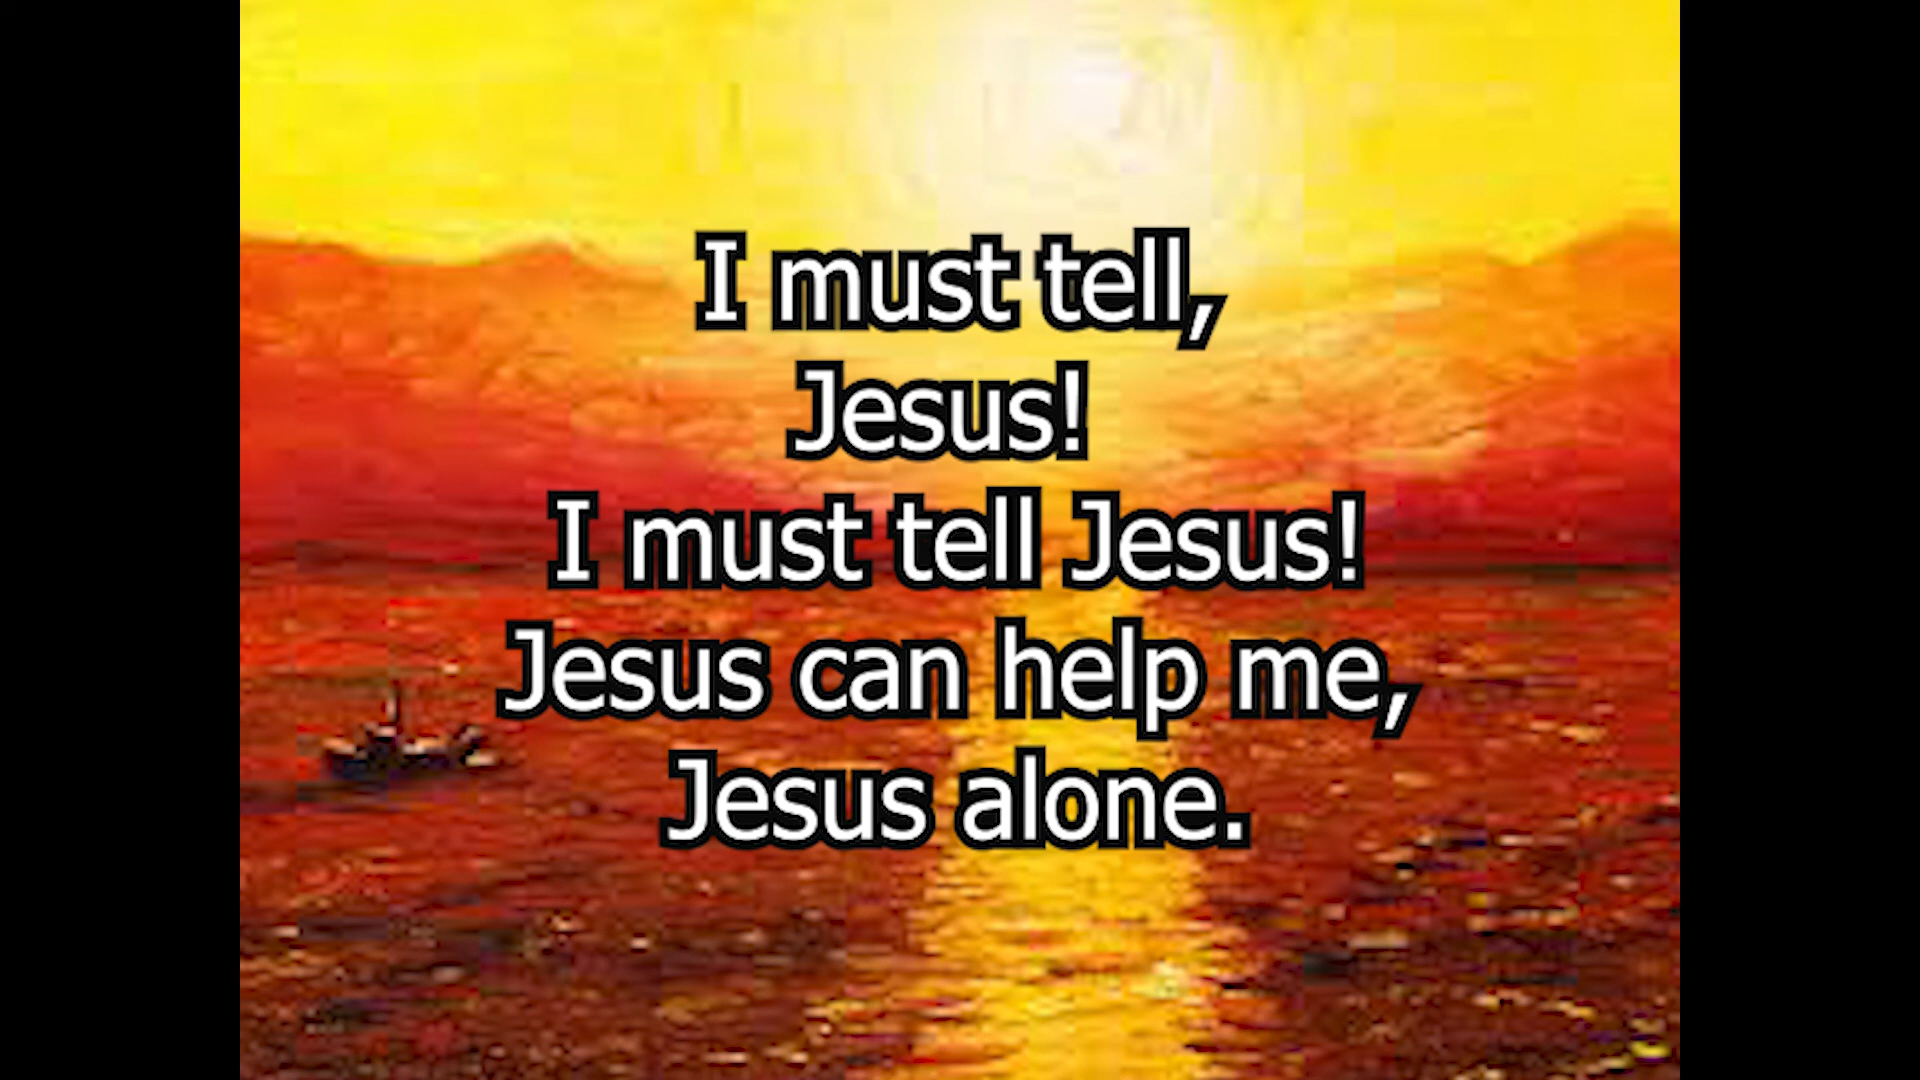 I must tell,
Jesus!
I must tell Jesus!
Jesus can help me,
Jesus alone.